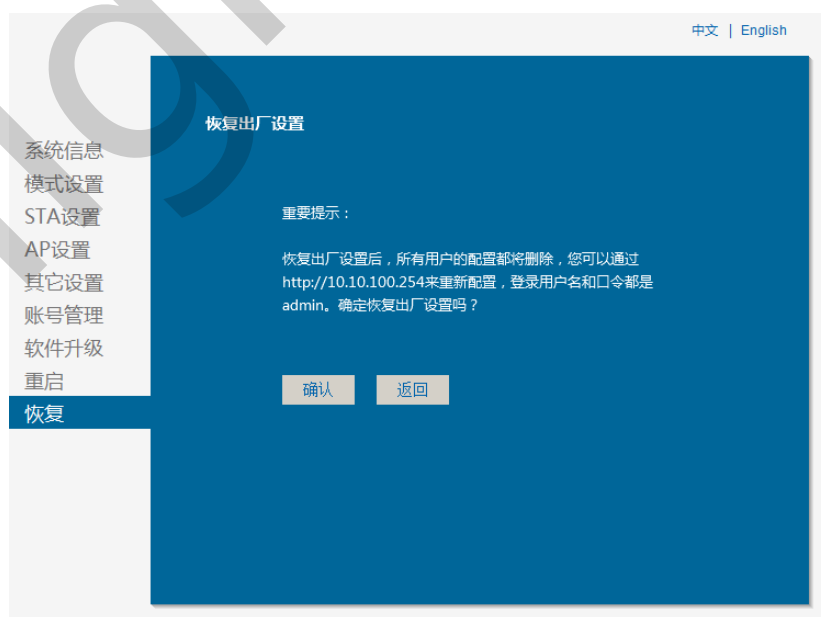 中文 | English
恢复出厂设置
系统信息
模式设置
STA设置
AP设置
其它设置
账号管理
软件升级
重启
恢复
重要提示：
恢复出厂设置后，所有用户的配置都将删除，您可以通过
http://10.10.100.254来重新配置，登录用户名和口令都是
admin。确定恢复出厂设置吗？
确认 返回